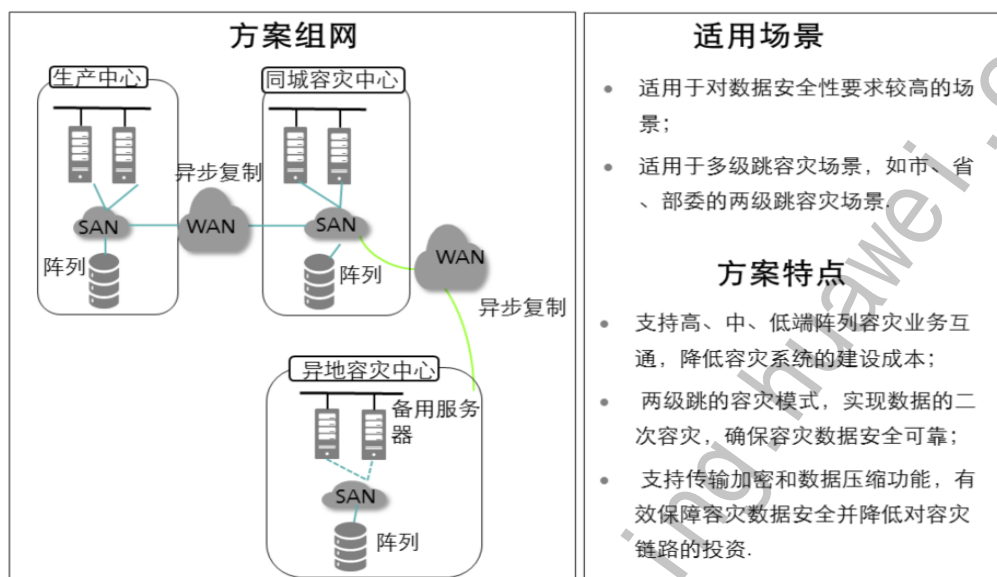 方案组网
生产中心
同城容灾中心
异步复制
SAN
WAN
SAN
阵列
阵列
WAN
异步复制
异地容灾中心
备用服务
器
SAN
阵列
适用场景
• 适用于对数据安全性要求较高的场
景；
• 适用于多级跳容灾场景，如市、省
、部委的两级跳容灾场景.
方案特点
• 支持高、中、低端阵列容灾业务互
通，降低容灾系统的建设成本；
• 两级跳的容灾模式，实现数据的二
次容灾，确保容灾数据安全可靠；
• 支持传输加密和数据压缩功能，有
效保障容灾数据安全并降低对容灾
链路的投资.
ing.huawei.c